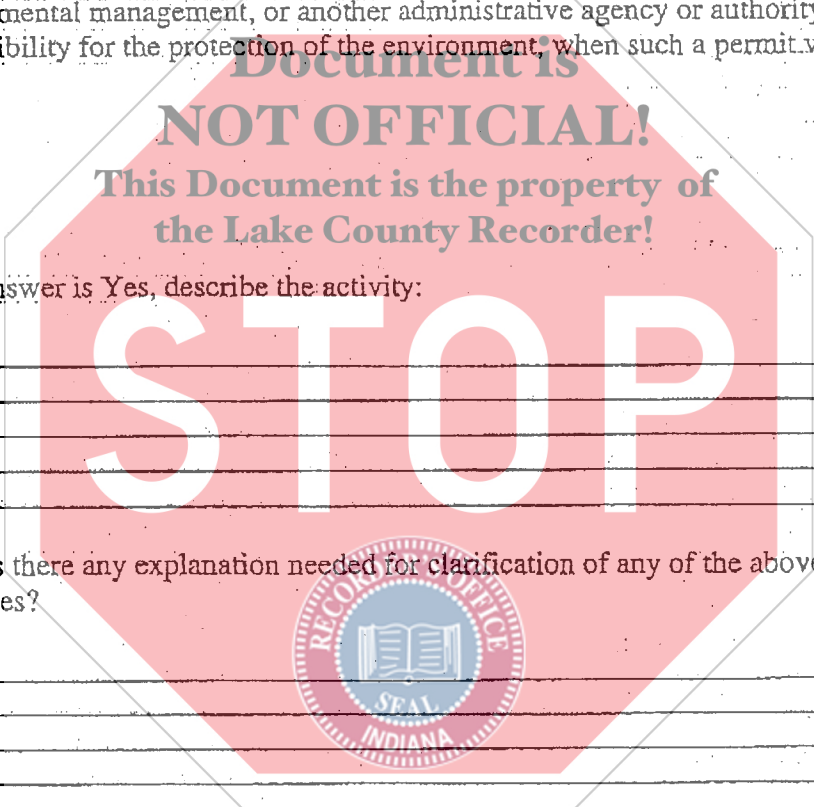 mental management, or another administrative agency or authority
ibility for the protection of the environment, when such a permit
Document is
NOT OFFICIAL!
This Document is the property of
the Lake County Recorder!
nswer is Yes, describe the activity:
STOP
s there any explanation needed for clarification of any of the above
es?
RECORDER'S OFFICE
SEAL
INDIANA